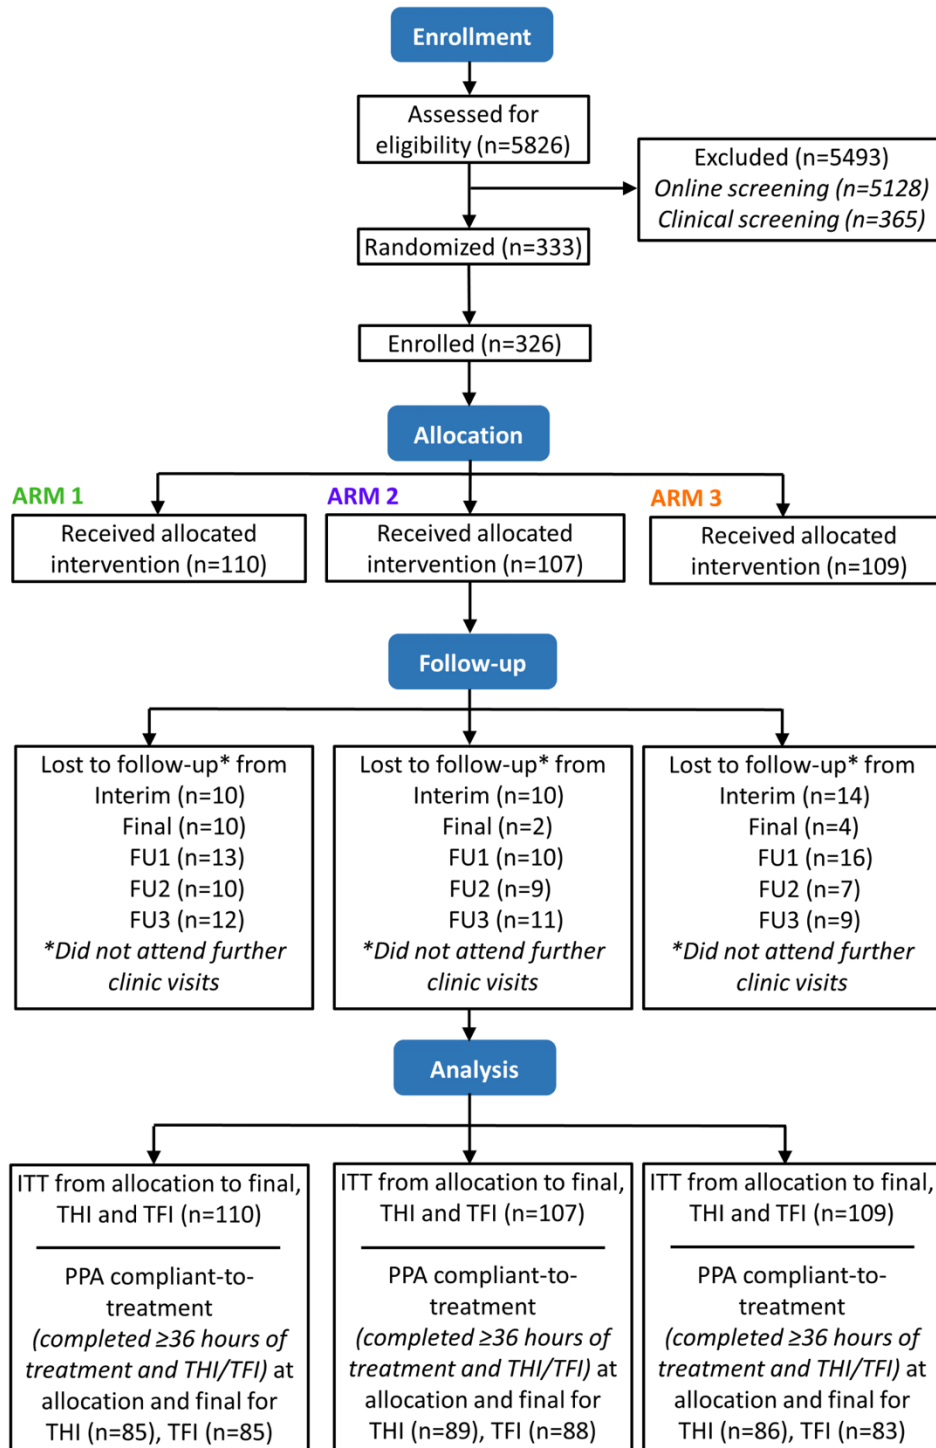 Enrollment
Assessed for
eligibility (n=5826)
Excluded (n=5493)
Online screening (n=5128)
Clinical screening (n=365)
Randomized (n=333)
Enrolled (n=326)
Allocation
ARM 1
Received allocated
intervention (n=110)
ARM 2
Received allocated
intervention (n=107)
ARM 3
Received allocated
intervention (n=109)
Follow-up
Lost to follow-up* from
Interim (n=10)
Final (n=10)
FU1 (n=13)
FU2 (n=10)
FU3 (n=12)
*Did not attend further
clinic visits
Lost to follow-up* from
Interim (n=10)
Final (n=2)
FU1 (n=10)
FU2 (n=9)
FU3 (n=11)
*Did not attend further
clinic visits
Lost to follow-up* from
Interim (n=14)
Final (n=4)
FU1 (n=16)
FU2 (n=7)
FU3 (n=9)
*Did not attend further
clinic visits
Analysis
ITT from allocation to final,
THI and TFI (n=110)
PPA compliant-to-
treatment
(completed ≥36 hours of
treatment and THI/TFI) at
allocation and final for
THI (n=85), TFI (n=85)
ITT from allocation to final,
THI and TFI (n=107)
PPA compliant-to-
treatment
(completed ≥36 hours of
treatment and THI/TFI) at
allocation and final for
THI (n=89), TFI (n=88)
ITT from allocation to final,
THI and TFI (n=109)
PPA compliant-to-
treatment
(completed ≥36 hours of
treatment and THI/TFI) at
allocation and final for
THI (n=86), TFI (n=83)